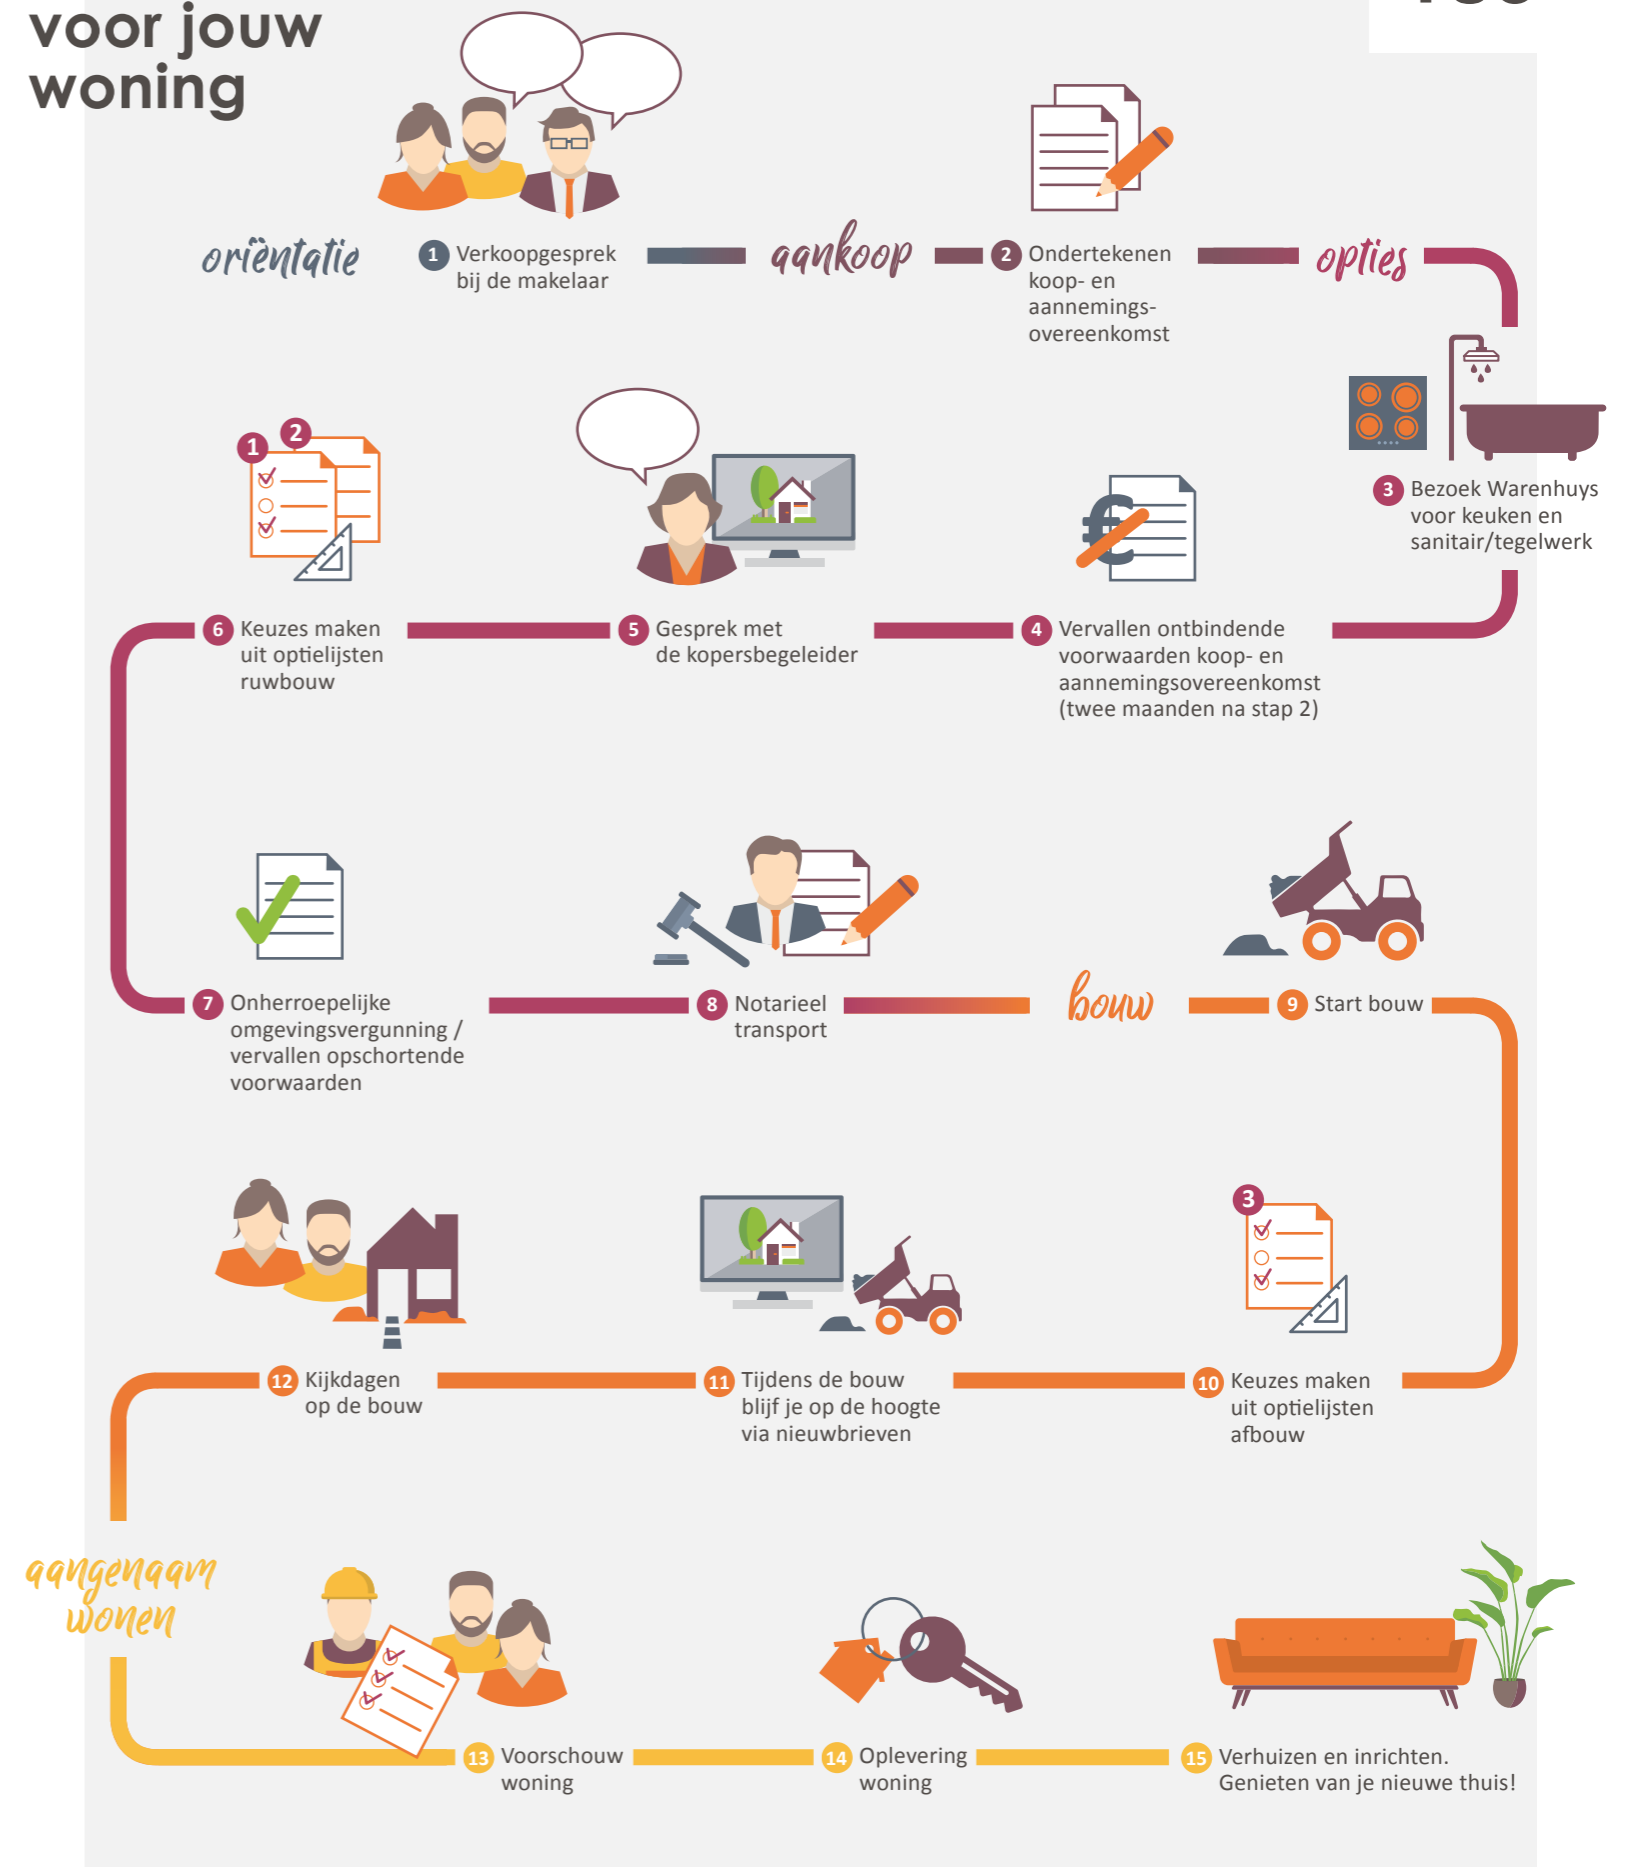 voor jouw
woning
oriëntatie
1 Verkoopgesprek
bij de makelaar
aankoop
2 Ondertekenen
koop- en
aannemings-
overeenkomst
opties
3 Bezoek Warenhuys
voor keuken en
sanitair/tegelwerk
4 Vervallen ontbindende
voorwaarden koop- en
aannemingsovereenkomst
(twee maanden na stap 2)
€
5 Gesprek met
de kopersbegeleider
1
2
6 Keuzes maken
uit optielijsten
ruwbouw
7 Onherroepelijke
omgevingsvergunning /
vervallen opschortende
voorwaarden
8 Notarieel
transport
bouw
9 Start bouw
3
10 Keuzes maken
uit optielijsten
afbouw
11 Tijdens de bouw
blijf je op de hoogte
via nieuwbrieven
12 Kijkdagen
op de bouw
aangenaam
wonen
13 Voorschouw
woning
14 Oplevering
woning
15 Verhuizen en inrichten.
Genieten van je nieuwe thuis!